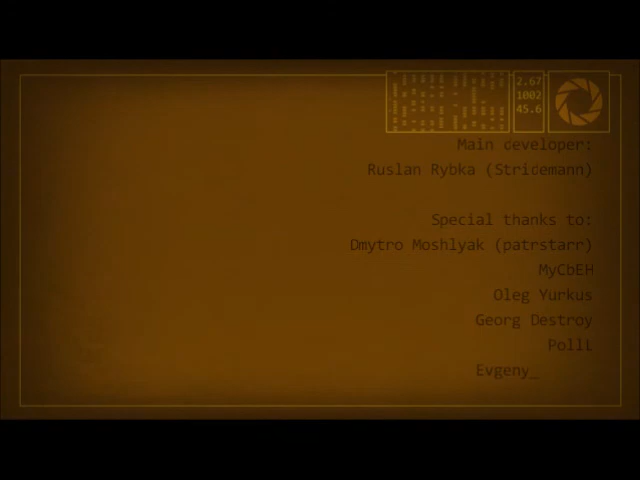 2.67
1002
45.6
Main developer:
Ruslan Rybka (Stridemann)
Special thanks to:
Dmytro Moshlyak (patrstarr)
MyCbEH
Oleg Yurkus
Georg Destroy
PollL
Evgeny_